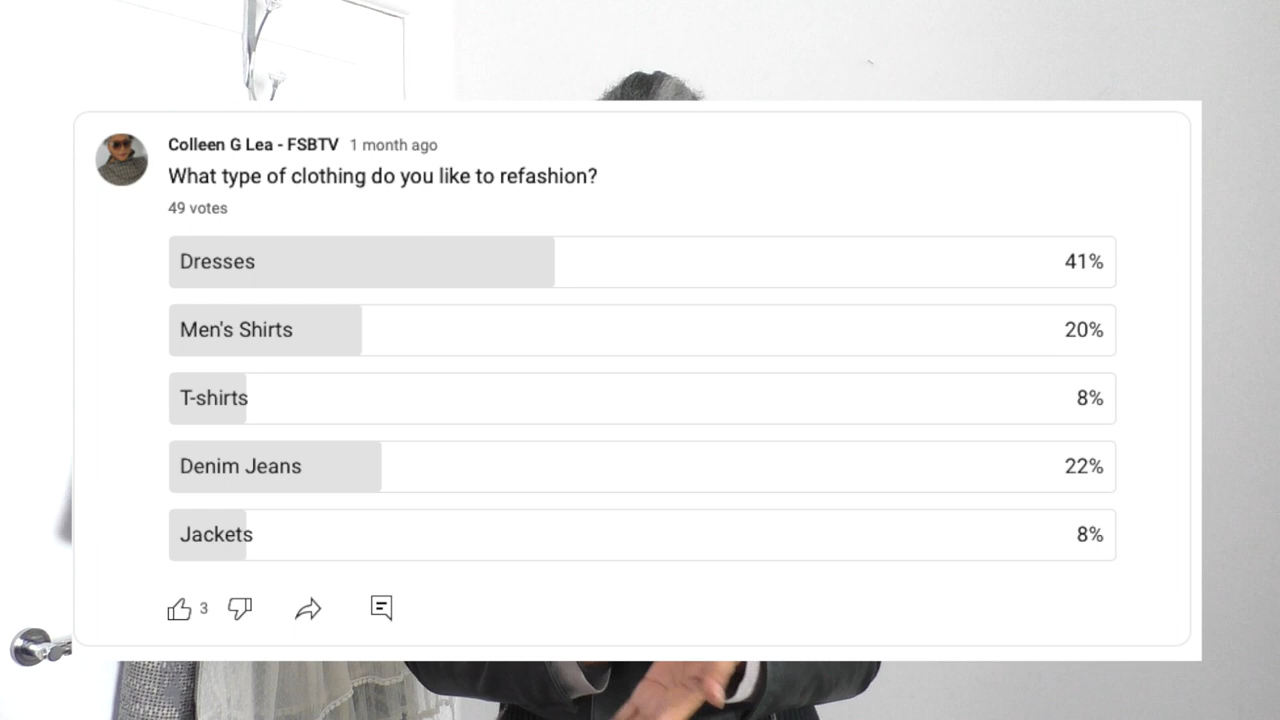 Colleen G Lea - FSBTV 1 month ago
What type of clothing do you like to refashion?
49 votes
Dresses 41%
Men's Shirts 20%
T-shirts 8%
Denim Jeans 22%
Jackets 8%
3